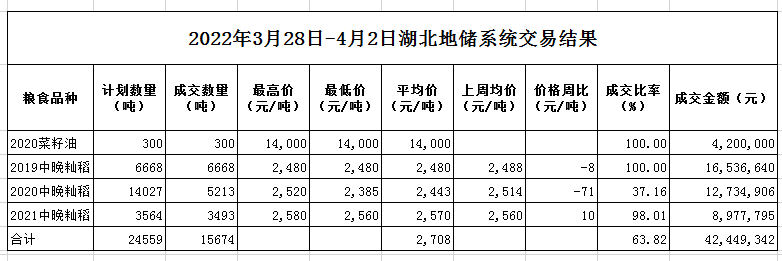 2022年3月28日-4月2日湖北地储系统交易结果
粮食品种 计划数量（吨） 成交数量（吨） 最高价（元/吨） 最低价（元/吨） 平均价（元/吨） 上周均价（元/吨） 价格周比（元/吨） 成交比率（%） 成交金额（元）
2020菜籽油 300 300 14,000 14,000 14,000 100.00 4,200,000
2019中晚籼稻 6668 6668 2,480 2,480 2,480 2,488 -8 100.00 16,536,640
2020中晚籼稻 14027 5213 2,520 2,385 2,443 2,514 -71 37.16 12,734,906
2021中晚籼稻 3564 3493 2,580 2,560 2,570 2,560 10 98.01 8,977,795
合计 24559 15674 2,708 63.82 42,449,342